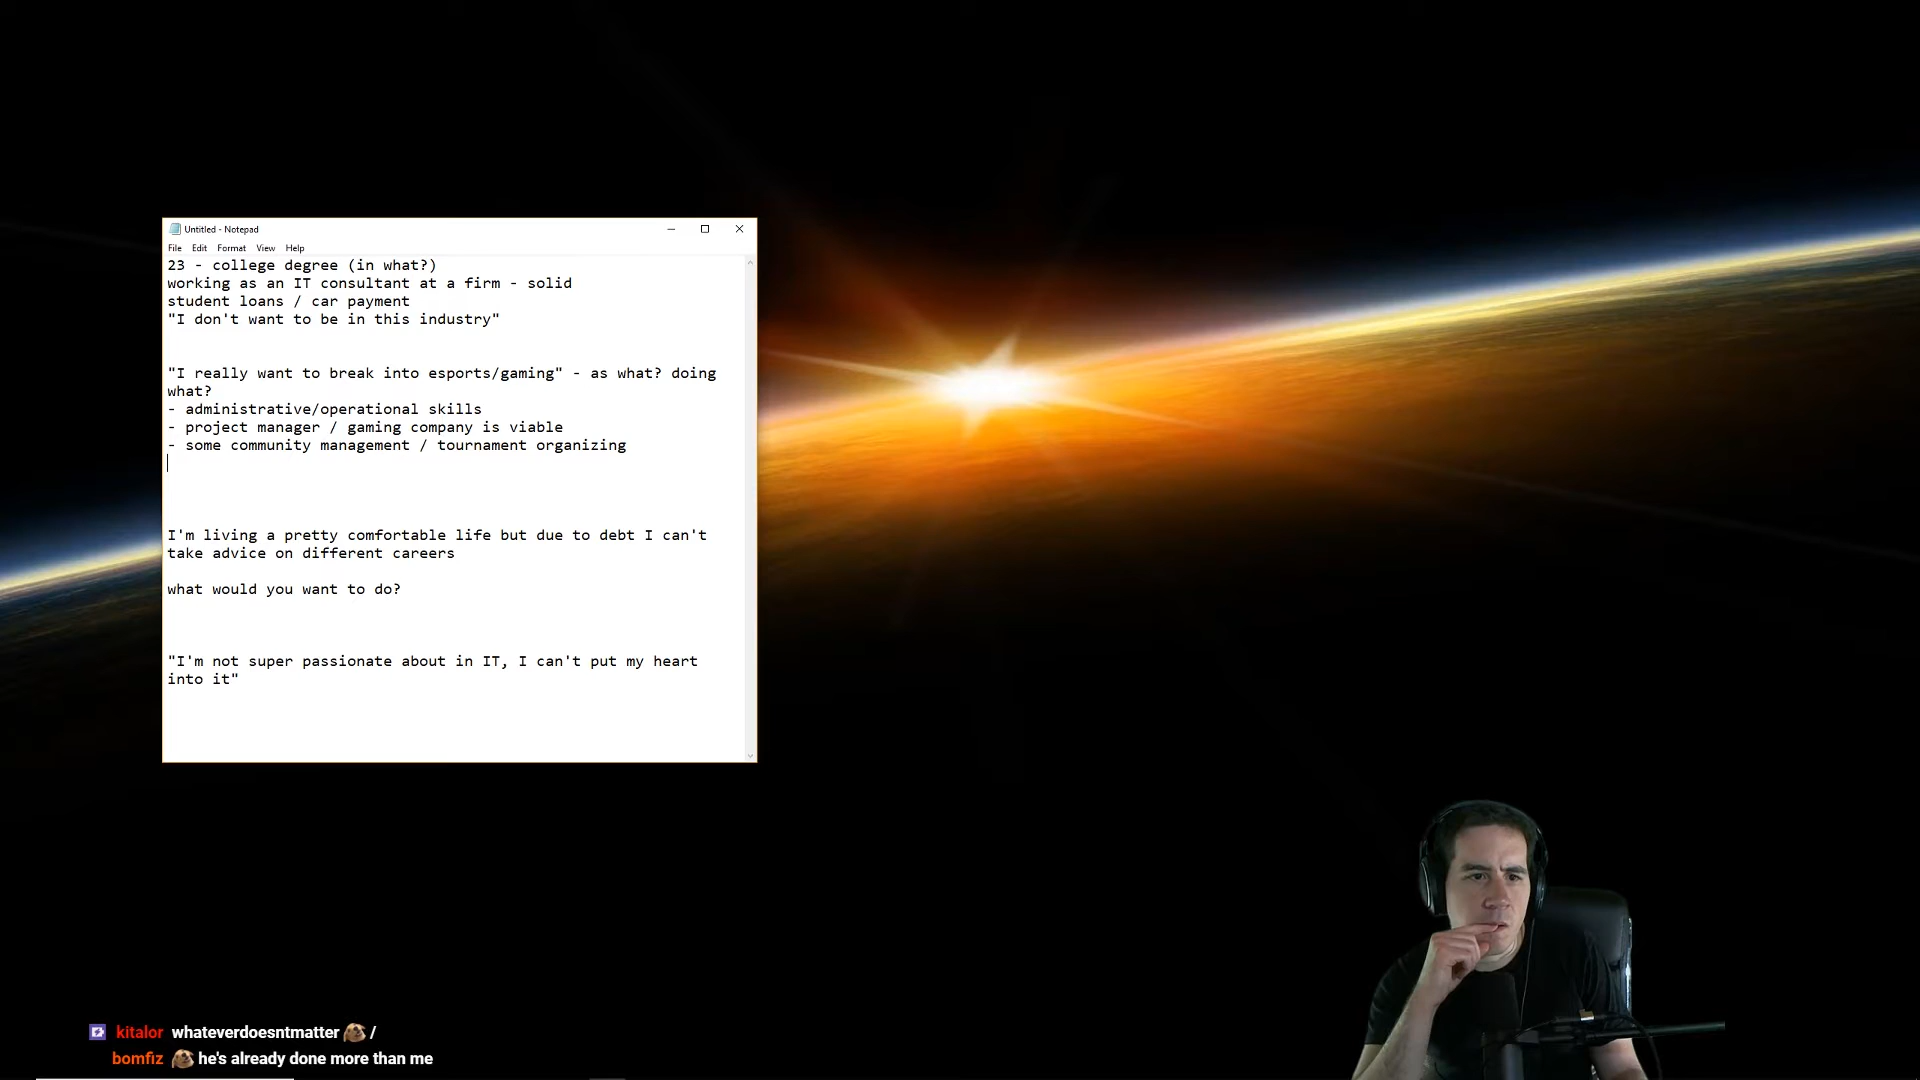 Untitled - Notepad
File Edit Format View Help
23 - college degree (in what?)
working as an IT consultant at a firm - solid
student loans / car payment
"I don't want to be in this industry"
"I really want to break into esports/gaming" - as what? doing
what?
- administrative/operational skills
- project manager / gaming company is viable
- some community management / tournament organizing
I'm living a pretty comfortable life but due to debt I can't
take advice on different careers
what would you want to do?
"I'm not super passionate about in IT, I can't put my heart
into it"
kitalor whateverdoesntmatter /
bomfiz he's already done more than me